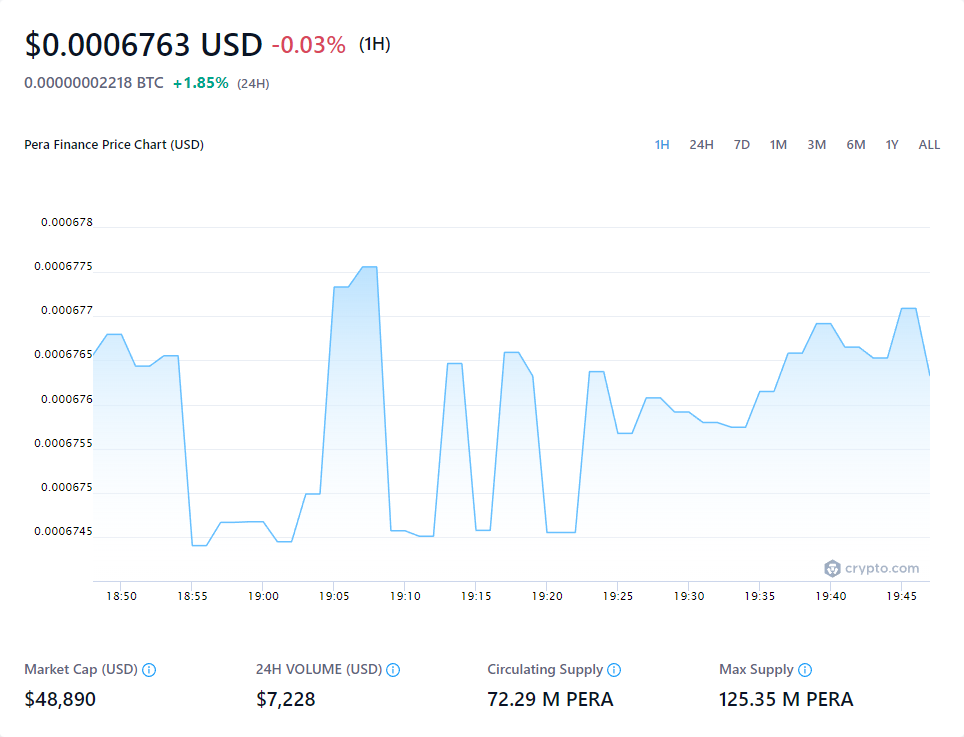 $0.0006763 USD -0.03% (1H)
0.00000002218 BTC +1.85% (24H)
Pera Finance Price Chart (USD) 1H 24H 7D 1M 3M 6M 1Y ALL
0.000678
0.0006775
0.000677
0.0006765
0.000676
0.0006755
0.000675
0.0006745
crypto.com
18:50 18:55 19:00 19:05 19:10 19:15 19:20 19:25 19:30 19:35 19:40 19:45
Market Cap (USD) 24H VOLUME (USD) Circulating Supply Max Supply
$48,890 $7,228 72.29 M PERA 125.35 M PERA